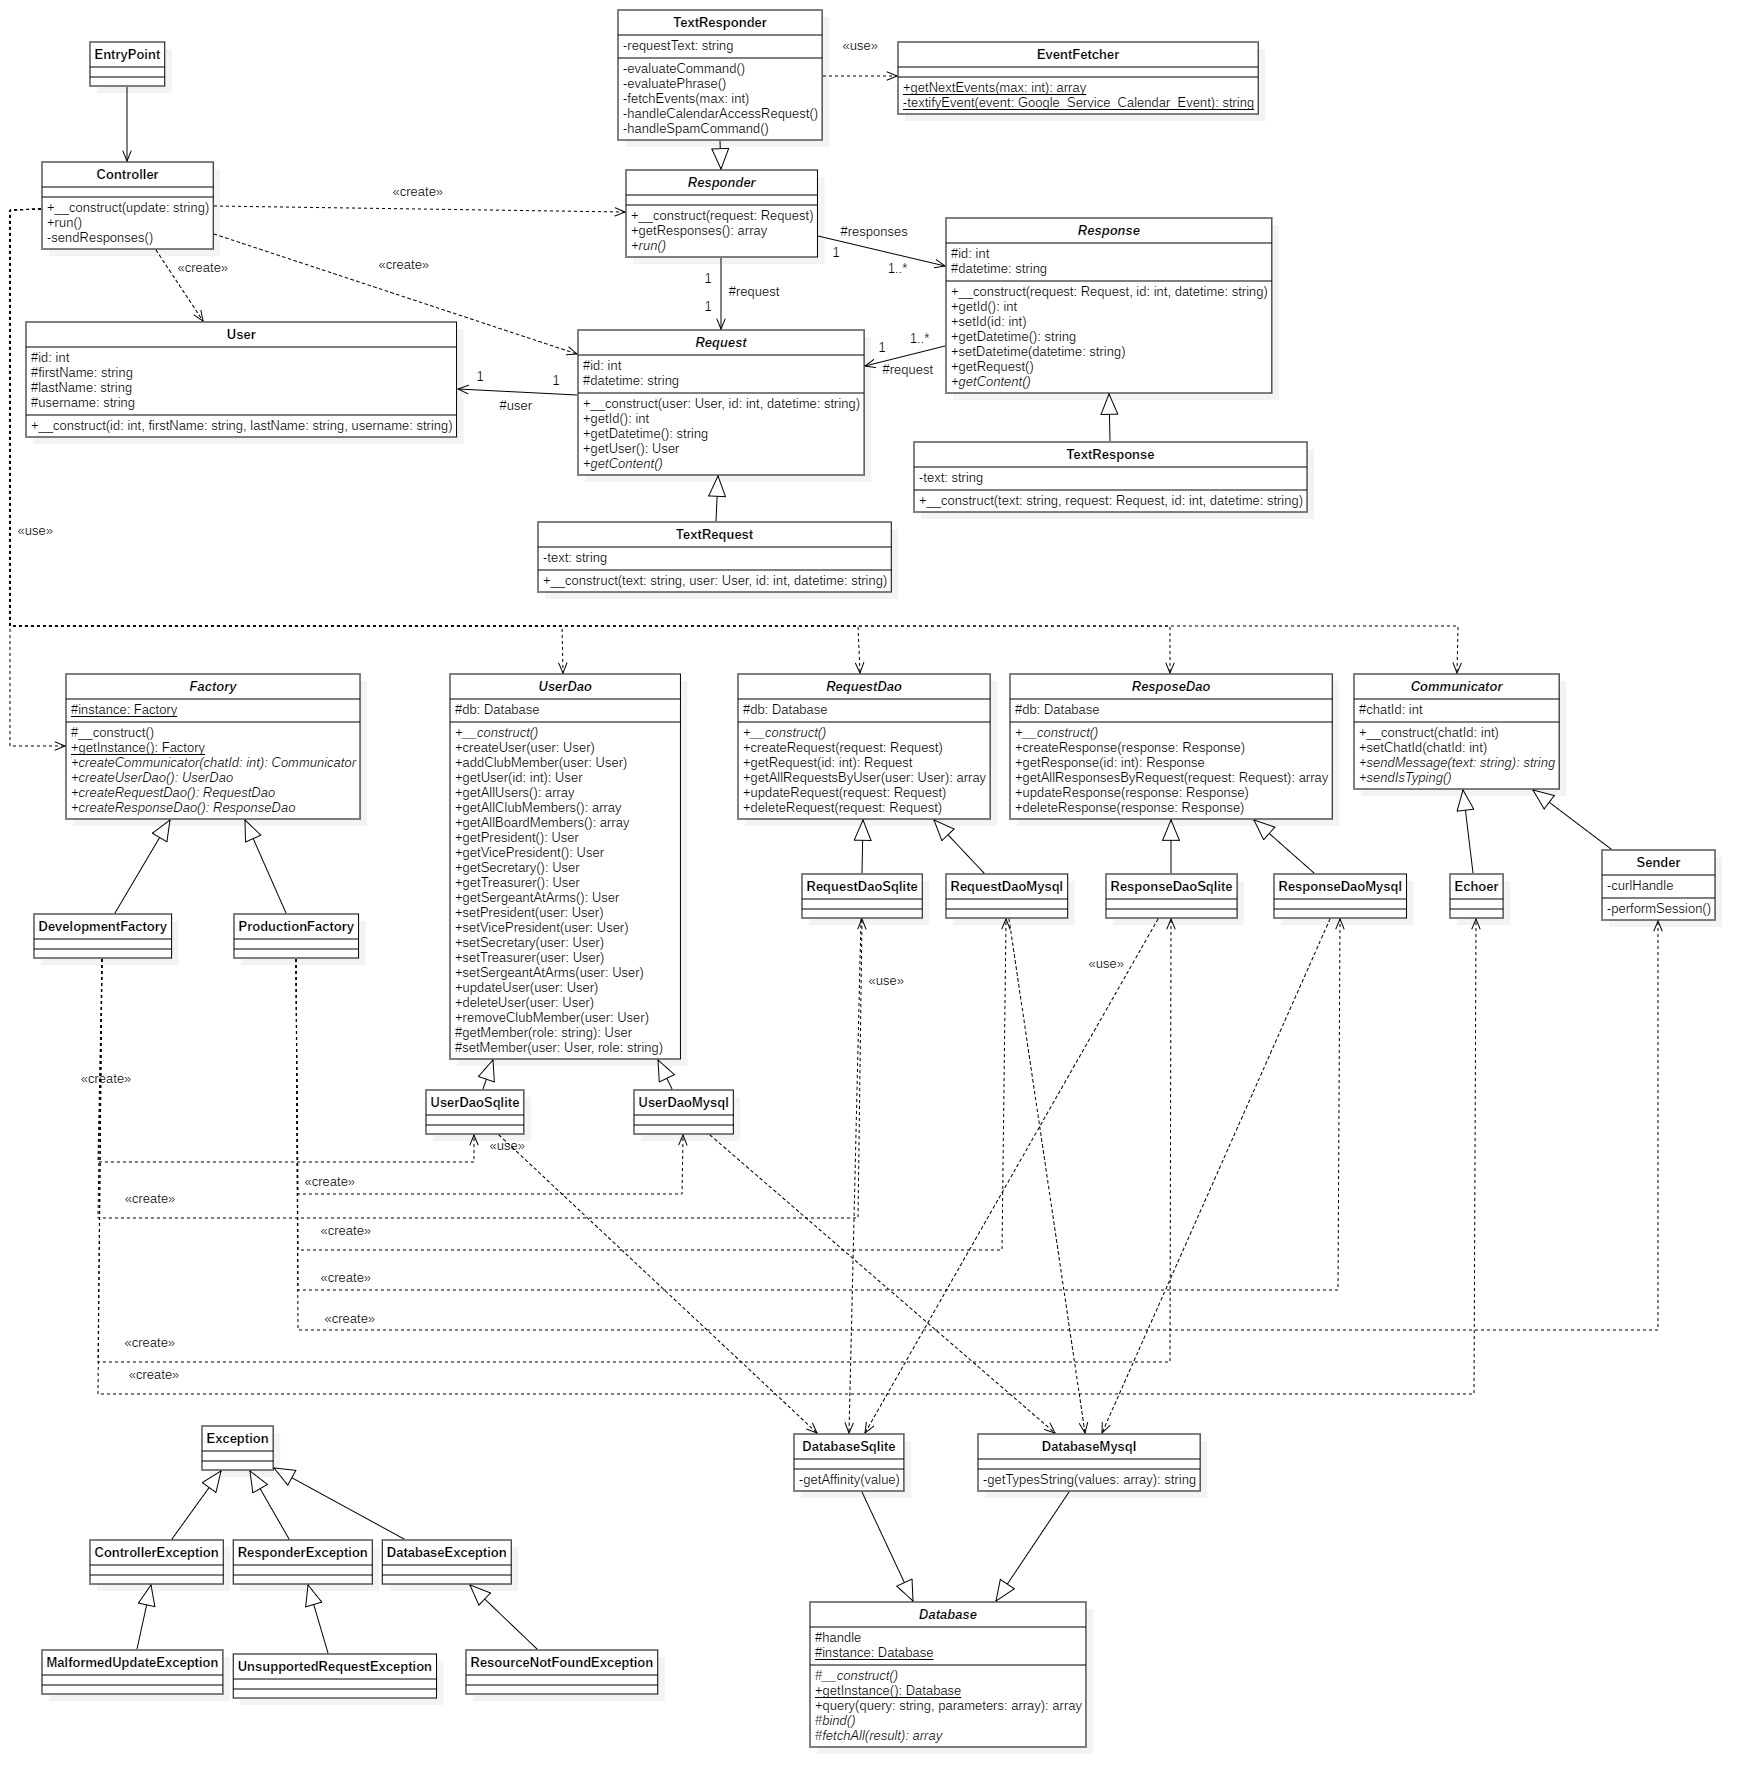 TextResponder
-requestText: string
-evaluateCommand()
-evaluatePhrase()
-fetchEvents(max: int)
-handleCalendarAccessRequest()
-handleSpamCommand()
«use»
EventFetcher
+getNextEvents(max: int): array
-textifyEvent(event: Google_Service_Calendar_Event): string
EntryPoint
Controller
+__construct(update: string)
+run()
-sendResponses()
«create»
«create»
«create»
Responder
+__construct(request: Request)
+getResponses(): array
+run()
#responses
1
1..*
1
#request
1
Response
#id: int
#datetime: string
+__construct(request: Request, id: int, datetime: string)
+getId(): int
+setId(id: int)
+getDatetime(): string
+setDatetime(datetime: string)
+getRequest()
+getContent()
User
#id: int
#firstName: string
#lastName: string
#username: string
+__construct(id: int, firstName: string, lastName: string, username: string)
1
1
#user
Request
#id: int
#datetime: string
+__construct(user: User, id: int, datetime: string)
+getId(): int
+getDatetime(): string
+getUser(): User
+getContent()
1
1..*
#request
TextResponse
-text: string
+__construct(text: string, request: Request, id: int, datetime: string)
TextRequest
-text: string
+__construct(text: string, user: User, id: int, datetime: string)
«use»
Factory
#instance: Factory
#__construct()
+getInstance(): Factory
+createCommunicator(chatId: int): Communicator
+createUserDao(): UserDao
+createRequestDao(): RequestDao
+createResponseDao(): ResponseDao
UserDao
#db: Database
+__construct()
+createUser(user: User)
+addClubMember(user: User)
+getUser(id: int): User
+getAllUsers(): array
+getAllClubMembers(): array
+getAllBoardMembers(): array
+getPresident(): User
+getVicePresident(): User
+getSecretary(): User
+getTreasurer(): User
+getSergeantAtArms(): User
+setPresident(user: User)
+setVicePresident(user: User)
+setSecretary(user: User)
+setTreasurer(user: User)
+setSergeantAtArms(user: User)
+updateUser(user: User)
+deleteUser(user: User)
+removeClubMember(user: User)
#getMember(role: string): User
#setMember(user: User, role: string)
RequestDao
#db: Database
+__construct()
+createRequest(request: Request)
+getRequest(id: int): Request
+getAllRequestsByUser(user: User): array
+updateRequest(request: Request)
+deleteRequest(request: Request)
ResposeDao
#db: Database
+__construct()
+createResponse(response: Response)
+getResponse(id: int): Response
+getAllResponsesByRequest(request: Request): array
+updateResponse(response: Response)
+deleteResponse(response: Response)
Communicator
#chatId: int
+__construct(chatId: int)
+setChatId(chatId: int)
+sendMessage(text: string): string
+sendIsTyping()
DevelopmentFactory
ProductionFactory
RequestDaoSqlite
RequestDaoMysql
ResponseDaoSqlite
ResponseDaoMysql
Echoer
Sender
-curlHandle
-performSession()
«use»
«use»
«create»
UserDaoSqlite
UserDaoMysql
«use»
«create»
«create»
«create»
«create»
«create»
«create»
«create»
DatabaseSqlite
-getAffinity(value)
DatabaseMysql
-getTypesString(values: array): string
Exception
ControllerException
ResponderException
DatabaseException
MalformedUpdateException
UnsupportedRequestException
ResourceNotFoundException
Database
#handle
#instance: Database
#__construct()
+getInstance(): Database
+query(query: string, parameters: array): array
#bind()
#fetchAll(result): array